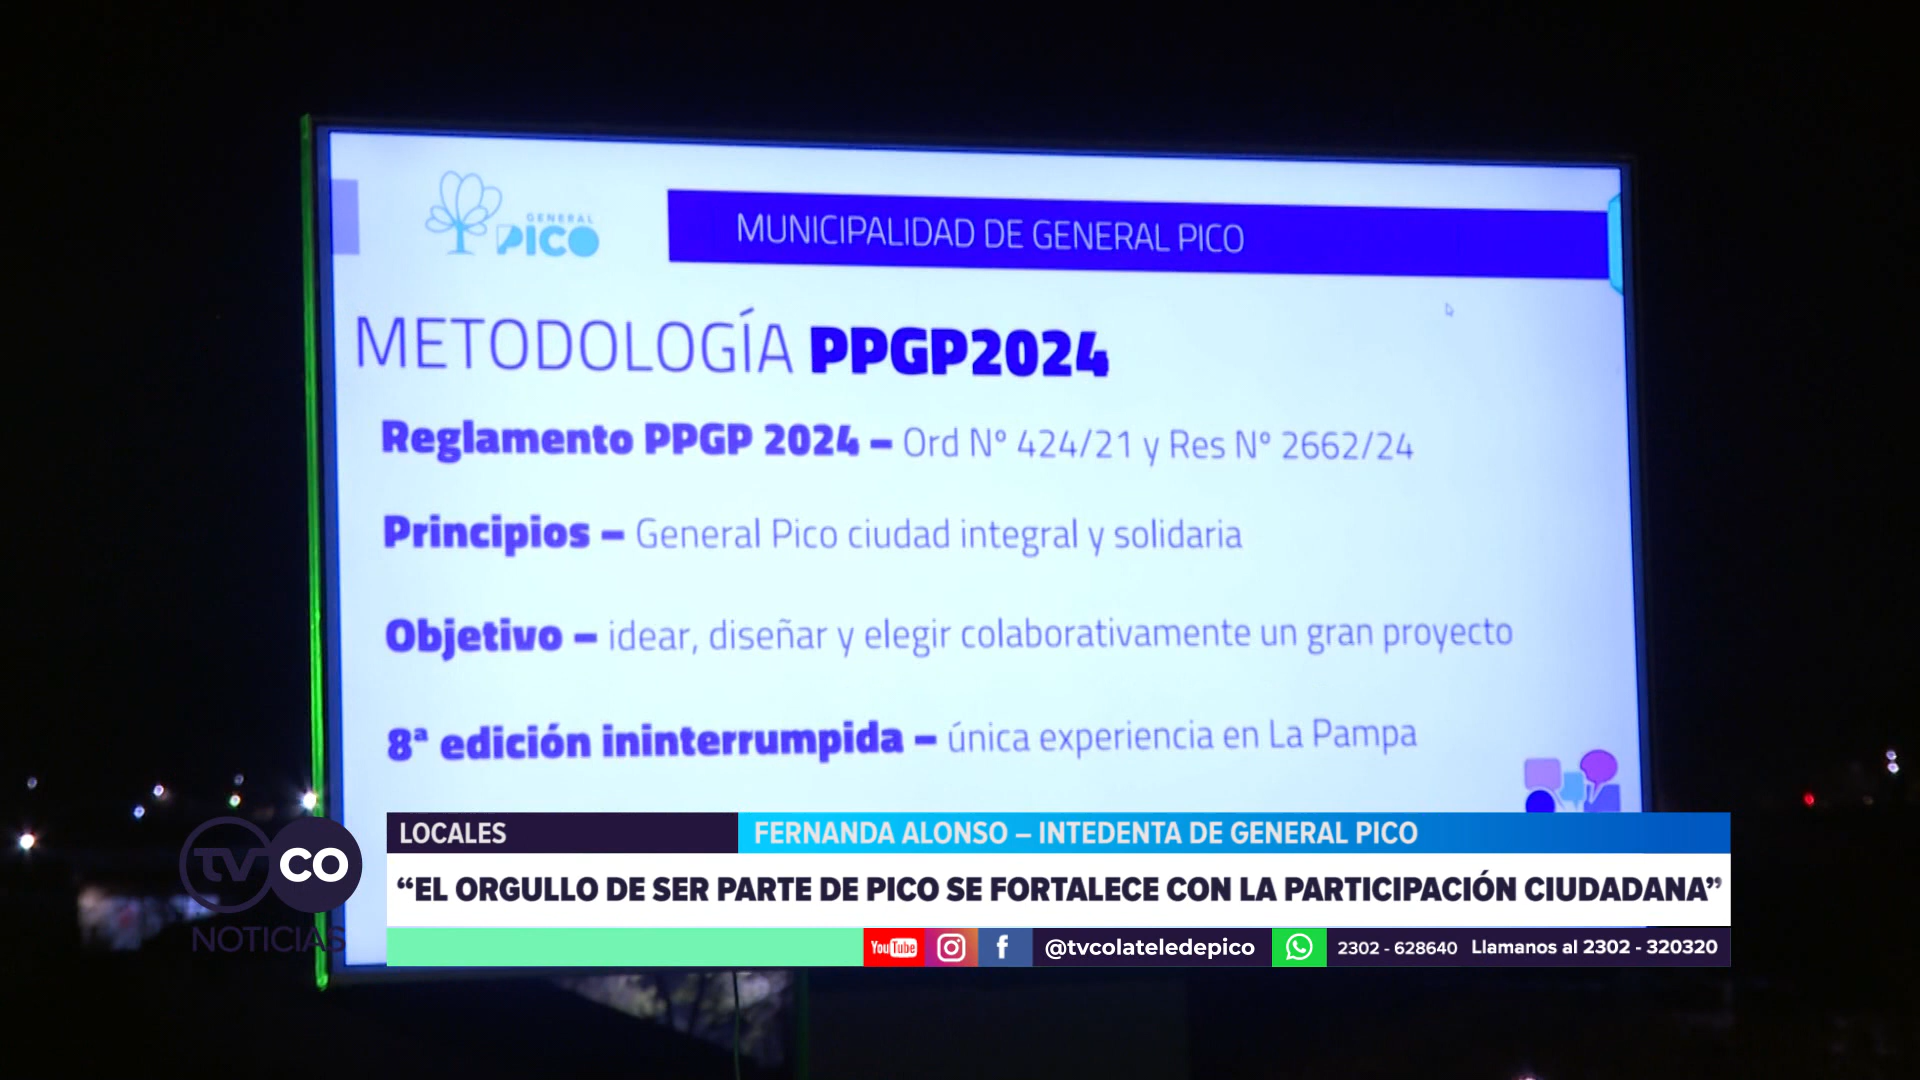 GENERAL
PICO
MUNICIPALIDAD DE GENERAL PICO
METODOLOGÍA PPGP2024
Reglamento PPGP 2024 – Ord Nº 424/21 y Res Nº 2662/24
Principios – General Pico ciudad integral y solidaria
Objetivo – idear, diseñar y elegir colaborativamente un gran proyecto
8ª edición ininterrumpida – única experiencia en La Pampa
TVCO
NOTICIAS
LOCALES
FERNANDA ALONSO – INTEDENTA DE GENERAL PICO
“EL ORGULLO DE SER PARTE DE PICO SE FORTALECE CON LA PARTICIPACIÓN CIUDADANA”
YouTube
@tvcolateledepico
2302 - 628640
Llamanos al 2302 - 320320